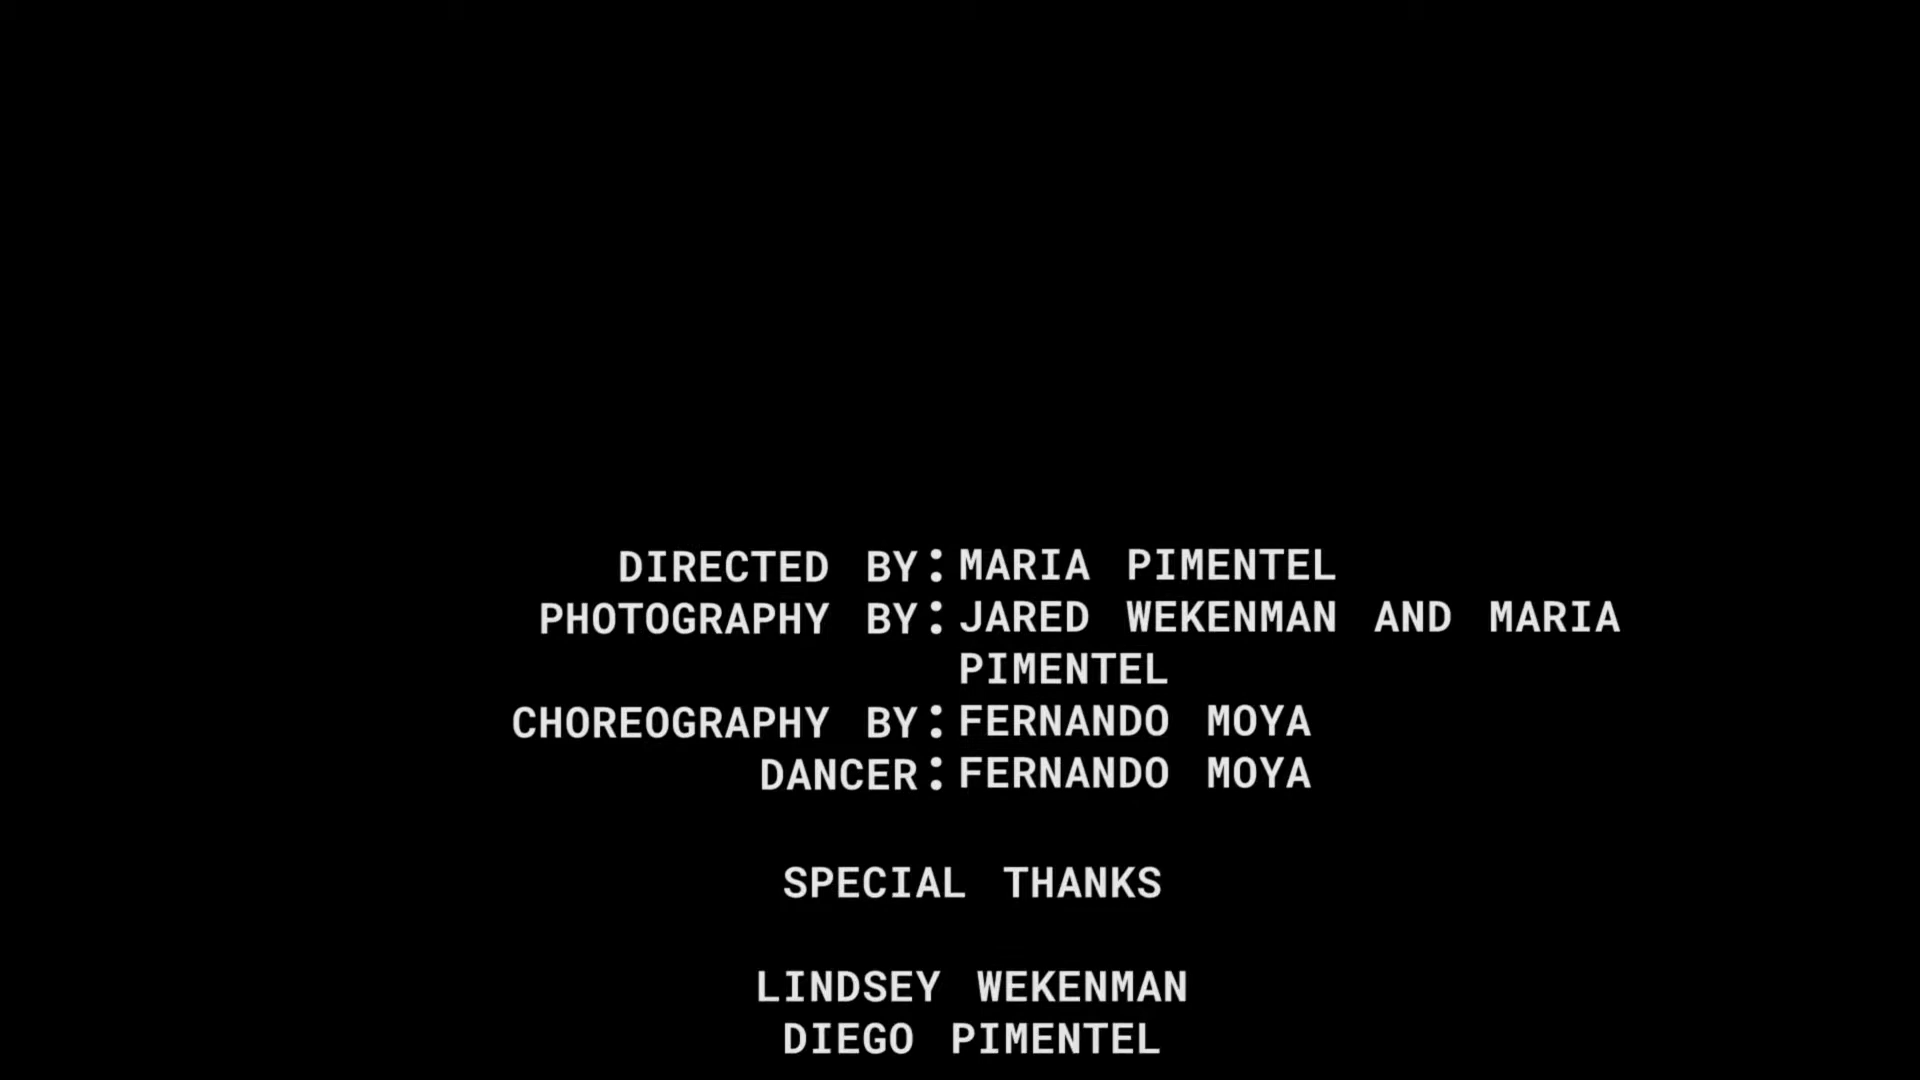 DIRECTED BY: MARIA PIMENTEL
PHOTOGRAPHY BY: JARED WEKENMAN AND MARIA
PIMENTEL
CHOREOGRAPHY BY: FERNANDO MOYA
DANCER: FERNANDO MOYA
SPECIAL THANKS
LINDSEY WEKENMAN
DIEGO PIMENTEL